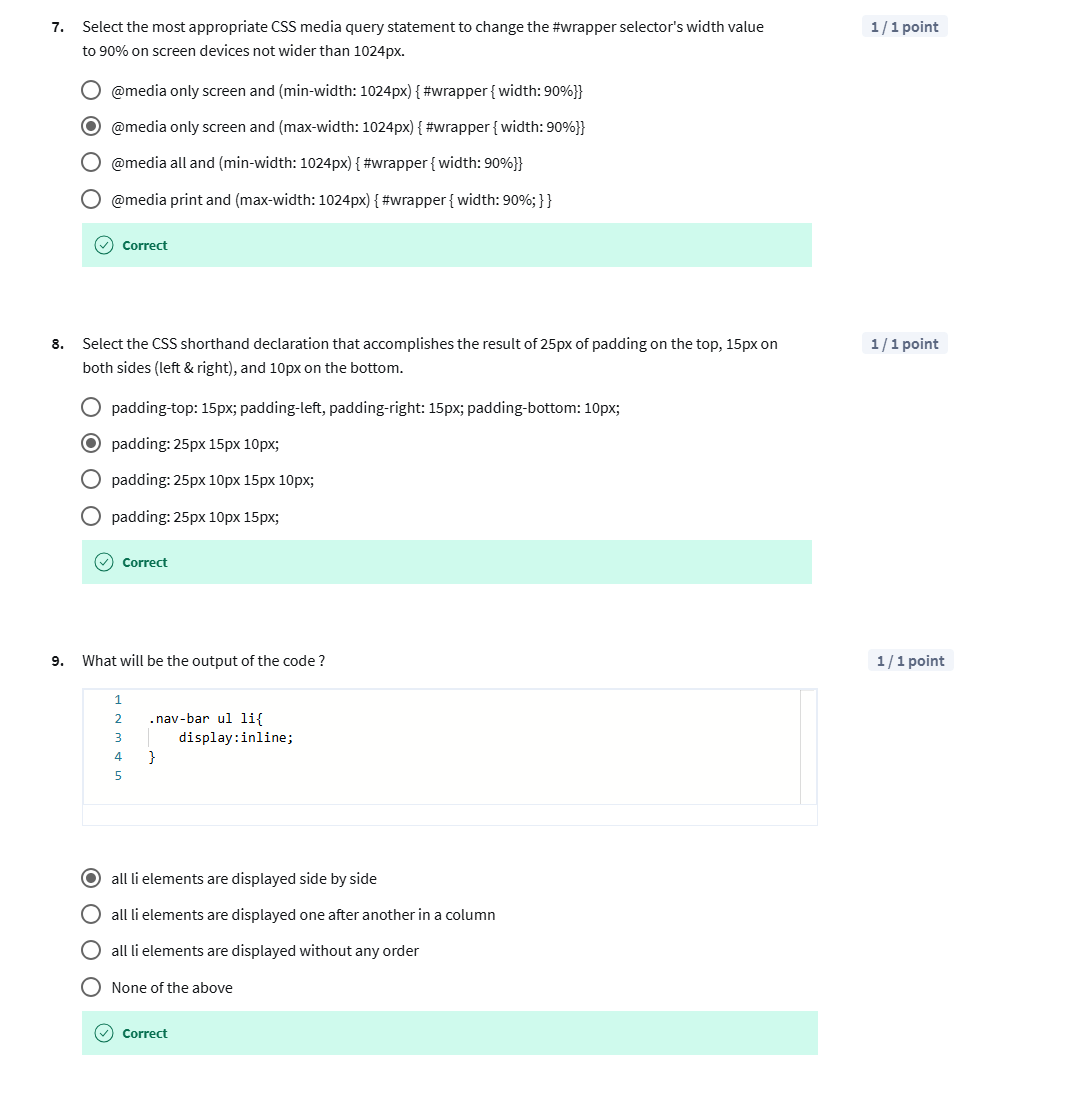 7. Select the most appropriate CSS media query statement to change the #wrapper selector's width value
1 / 1 point
to 90% on screen devices not wider than 1024px.
@media only screen and (min-width: 1024px) { #wrapper { width: 90%}}
@media only screen and (max-width: 1024px) { #wrapper { width: 90%}}
@media all and (min-width: 1024px) { #wrapper { width: 90%}}
@media print and (max-width: 1024px) { #wrapper { width: 90%; } }
Correct
8. Select the CSS shorthand declaration that accomplishes the result of 25px of padding on the top, 15px on
1 / 1 point
both sides (left & right), and 10px on the bottom.
padding-top: 15px; padding-left, padding-right: 15px; padding-bottom: 10px;
padding: 25px 15px 10px;
padding: 25px 10px 15px 10px;
padding: 25px 10px 15px;
Correct
9. What will be the output of the code ?
1 / 1 point
1
2 .nav-bar ul li{
3 display:inline;
4 }
5
all li elements are displayed side by side
all li elements are displayed one after another in a column
all li elements are displayed without any order
None of the above
Correct